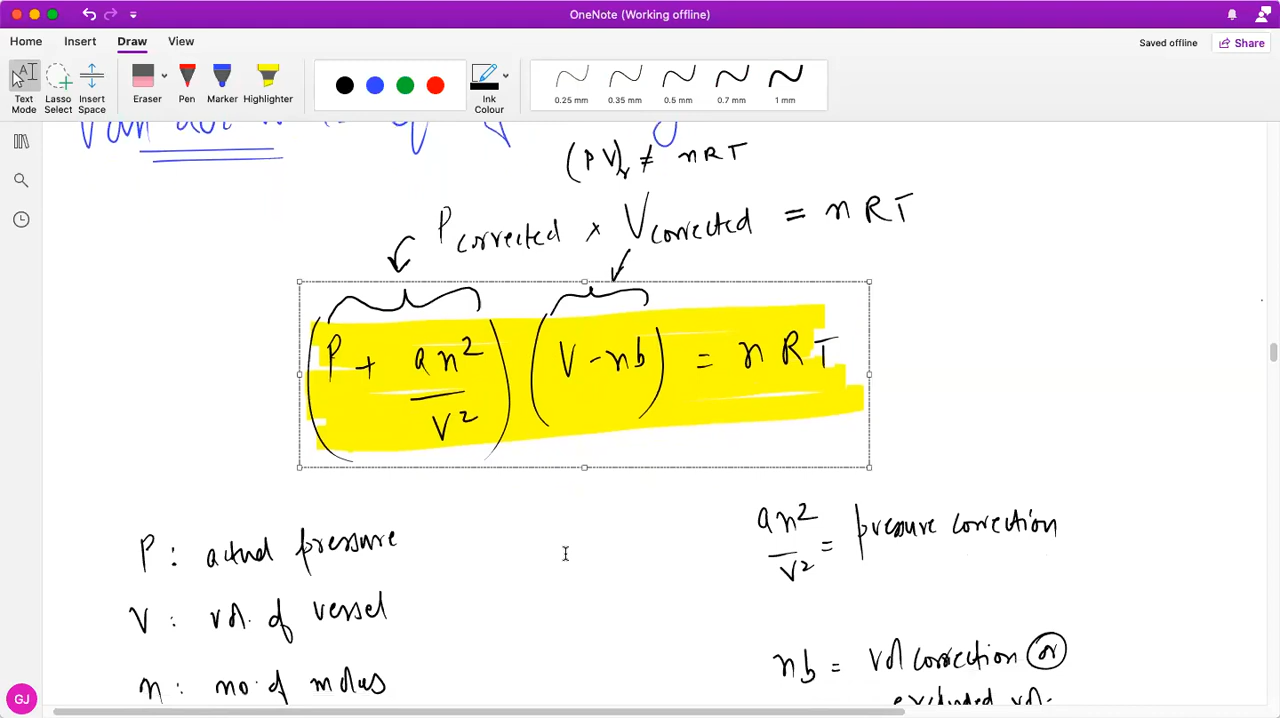 OneNote (Working offline)
Home Insert Draw View
Saved offline Share
Text Mode
Lasso Select
Insert Space
Eraser
Pen
Marker
Highlighter
Ink Colour
0.25 mm 0.35 mm 0.5 mm 0.7 mm 1 mm
(PV)r ≠ nRT
Pcorrected × Vcorrected = nRT
(P + an²/V²) (V - nb) = nRT
P : actual pressure
an²/V² = pressure correction
V : vol. of vessel
nb = vol correction or
n : no. of moles
excluded vol.
GJ